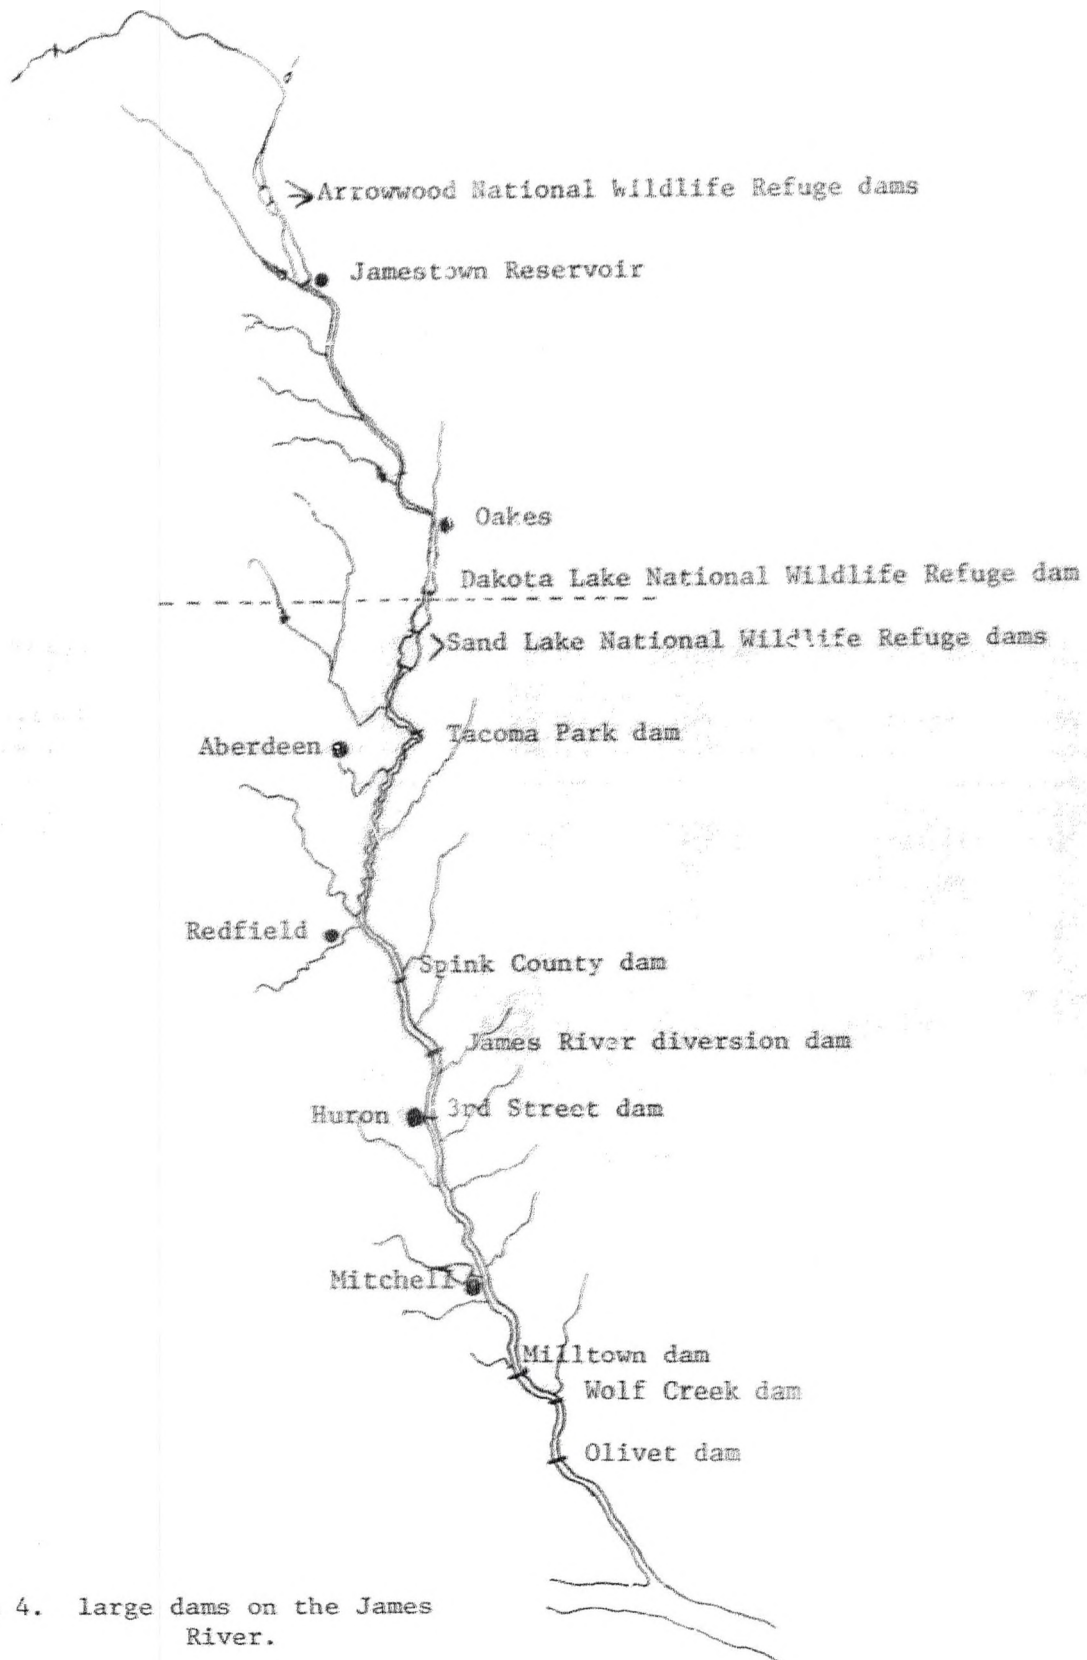 Arrowwood National Wildlife Refuge dams
Jamestown Reservoir
Oakes
Dakota Lake National Wildlife Refuge dam
Sand Lake National Wildlife Refuge dams
Tacoma Park dam
Aberdeen
Redfield
Spink County dam
James River diversion dam
Huron
3rd Street dam
Mitchell
Milltown dam
Wolf Creek dam
Olivet dam
4. large dams on the James
River.